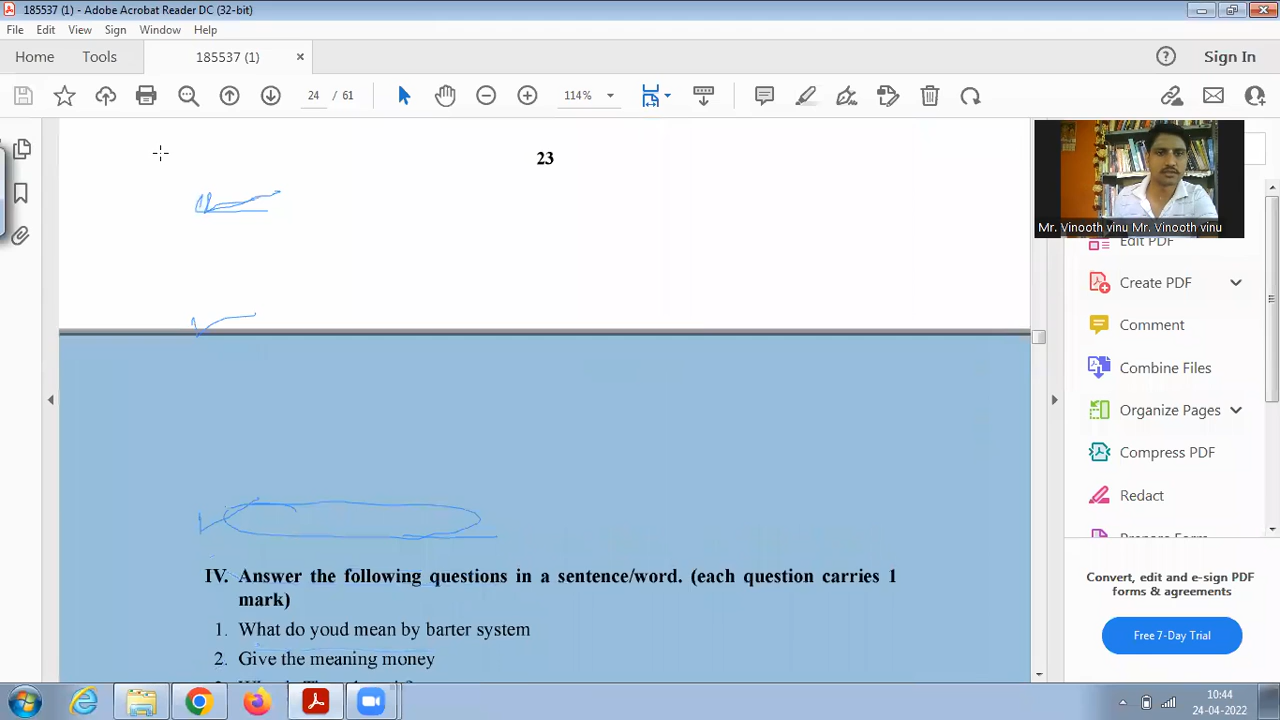 185537 (1) - Adobe Acrobat Reader DC (32-bit)
File Edit View Sign Window Help
Home Tools 185537 (1) × Sign In
24 / 61 114%
23
Mr. Vinooth vinu Mr. Vinooth vinu
Edit PDF
Create PDF
Comment
Combine Files
Organize Pages
Compress PDF
Redact
IV. Answer the following questions in a sentence/word. (each question carries 1
mark)
1. What do youd mean by barter system
2. Give the meaning money
Convert, edit and e-sign PDF
forms & agreements
Free 7-Day Trial
10:44
24-04-2022